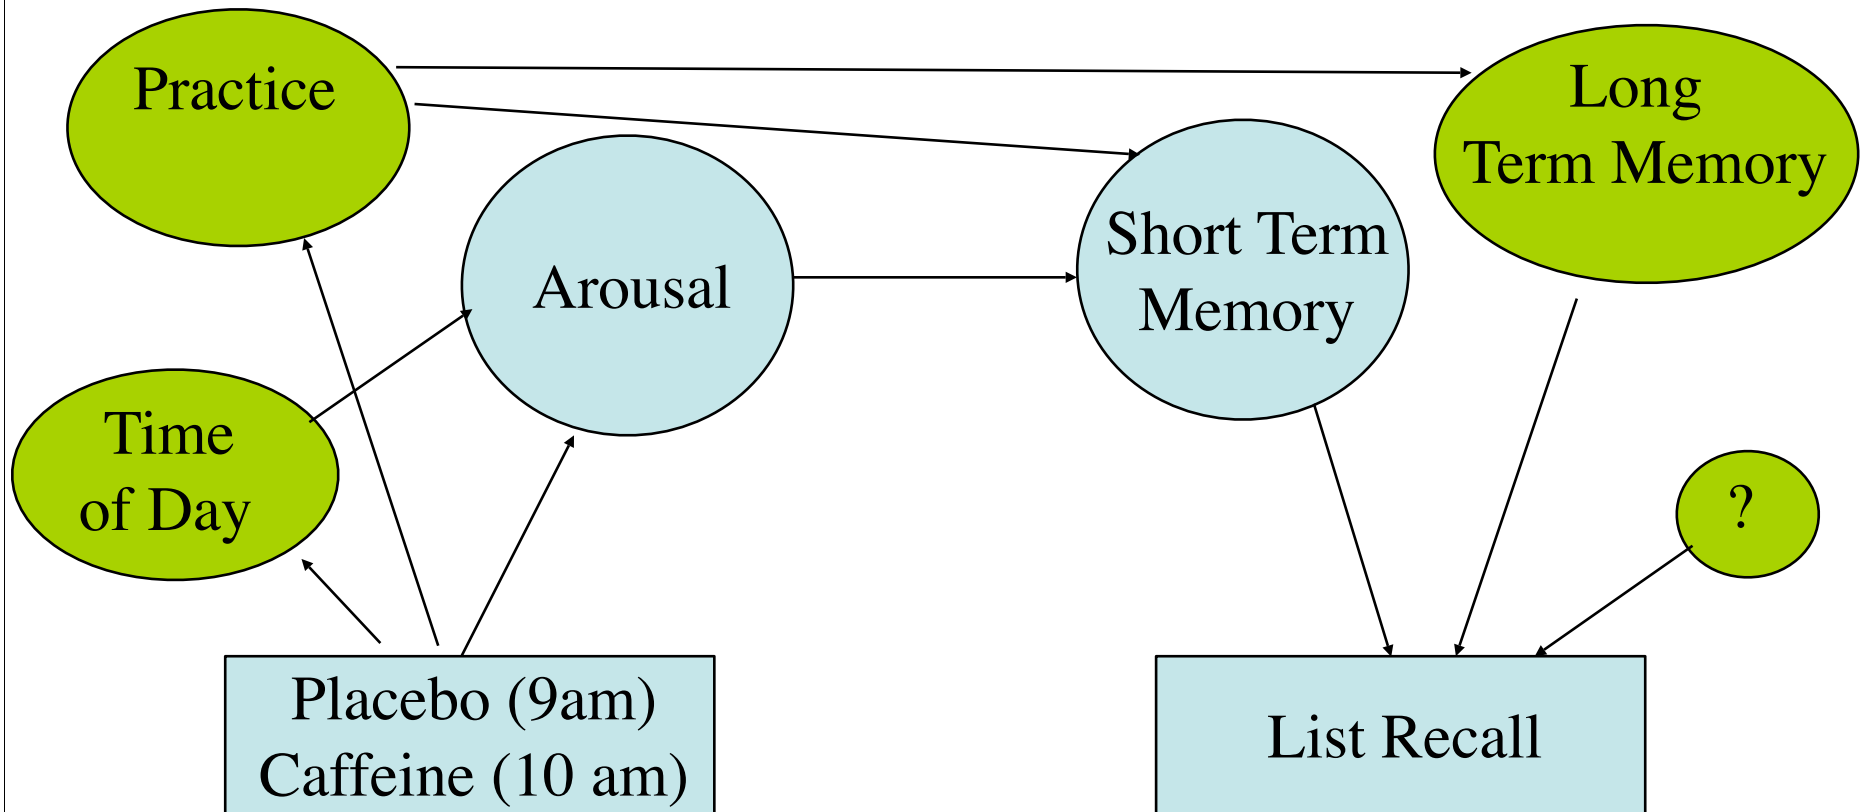 Practice
Long
Term Memory
Short Term
Memory
Arousal
Time
of Day
?
Placebo (9am)
Caffeine (10 am)
List Recall